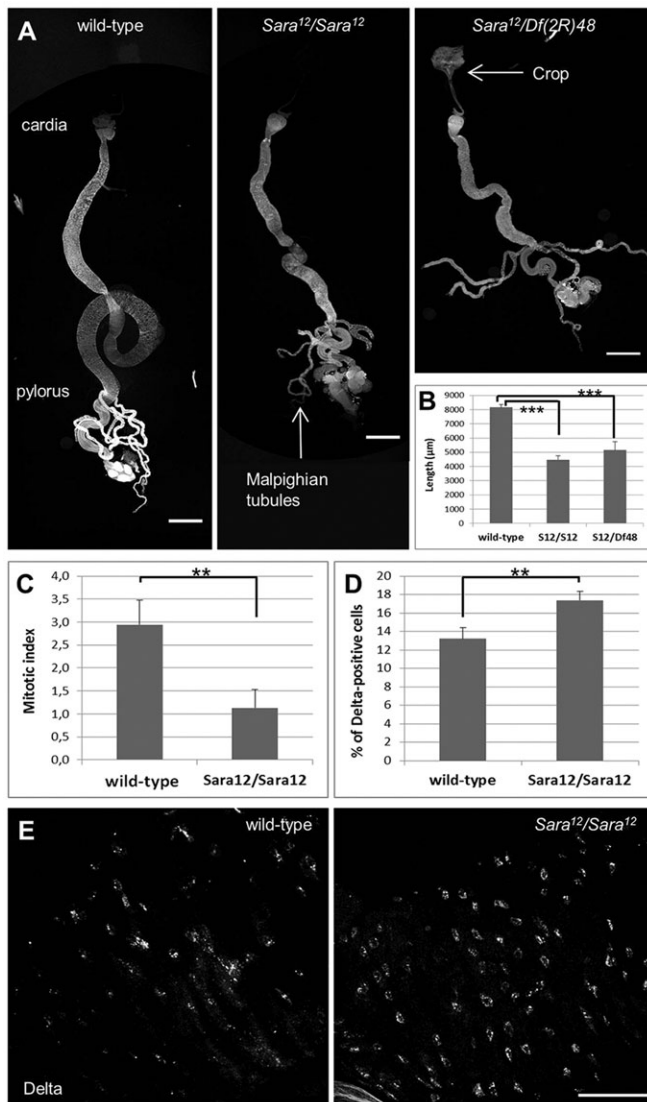 A
wild-type
Sara¹²/Sara¹²
Sara¹²/Df(2R)48
Crop
cardia
pylorus
Malpighian
tubules
B
9000
8000
7000
6000
5000
4000
3000
2000
1000
0
Length (µm)
***
***
wild-type
S12/S12
S12/Df48
C
4,0
3,5
3,0
2,5
2,0
1,5
1,0
0,5
0,0
Mitotic index
**
wild-type
Sara12/Sara12
D
20
18
16
14
12
10
8
6
4
2
0
% of Delta-positive cells
**
wild-type
Sara12/Sara12
E
wild-type
Sara¹²/Sara¹²
Delta